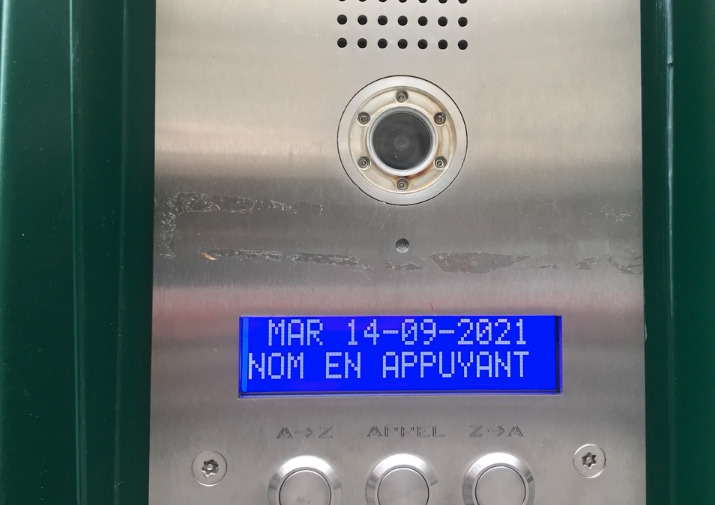 MAR 14-09-2021
NOM EN APPUYANT
A→Z APPEL Z→A